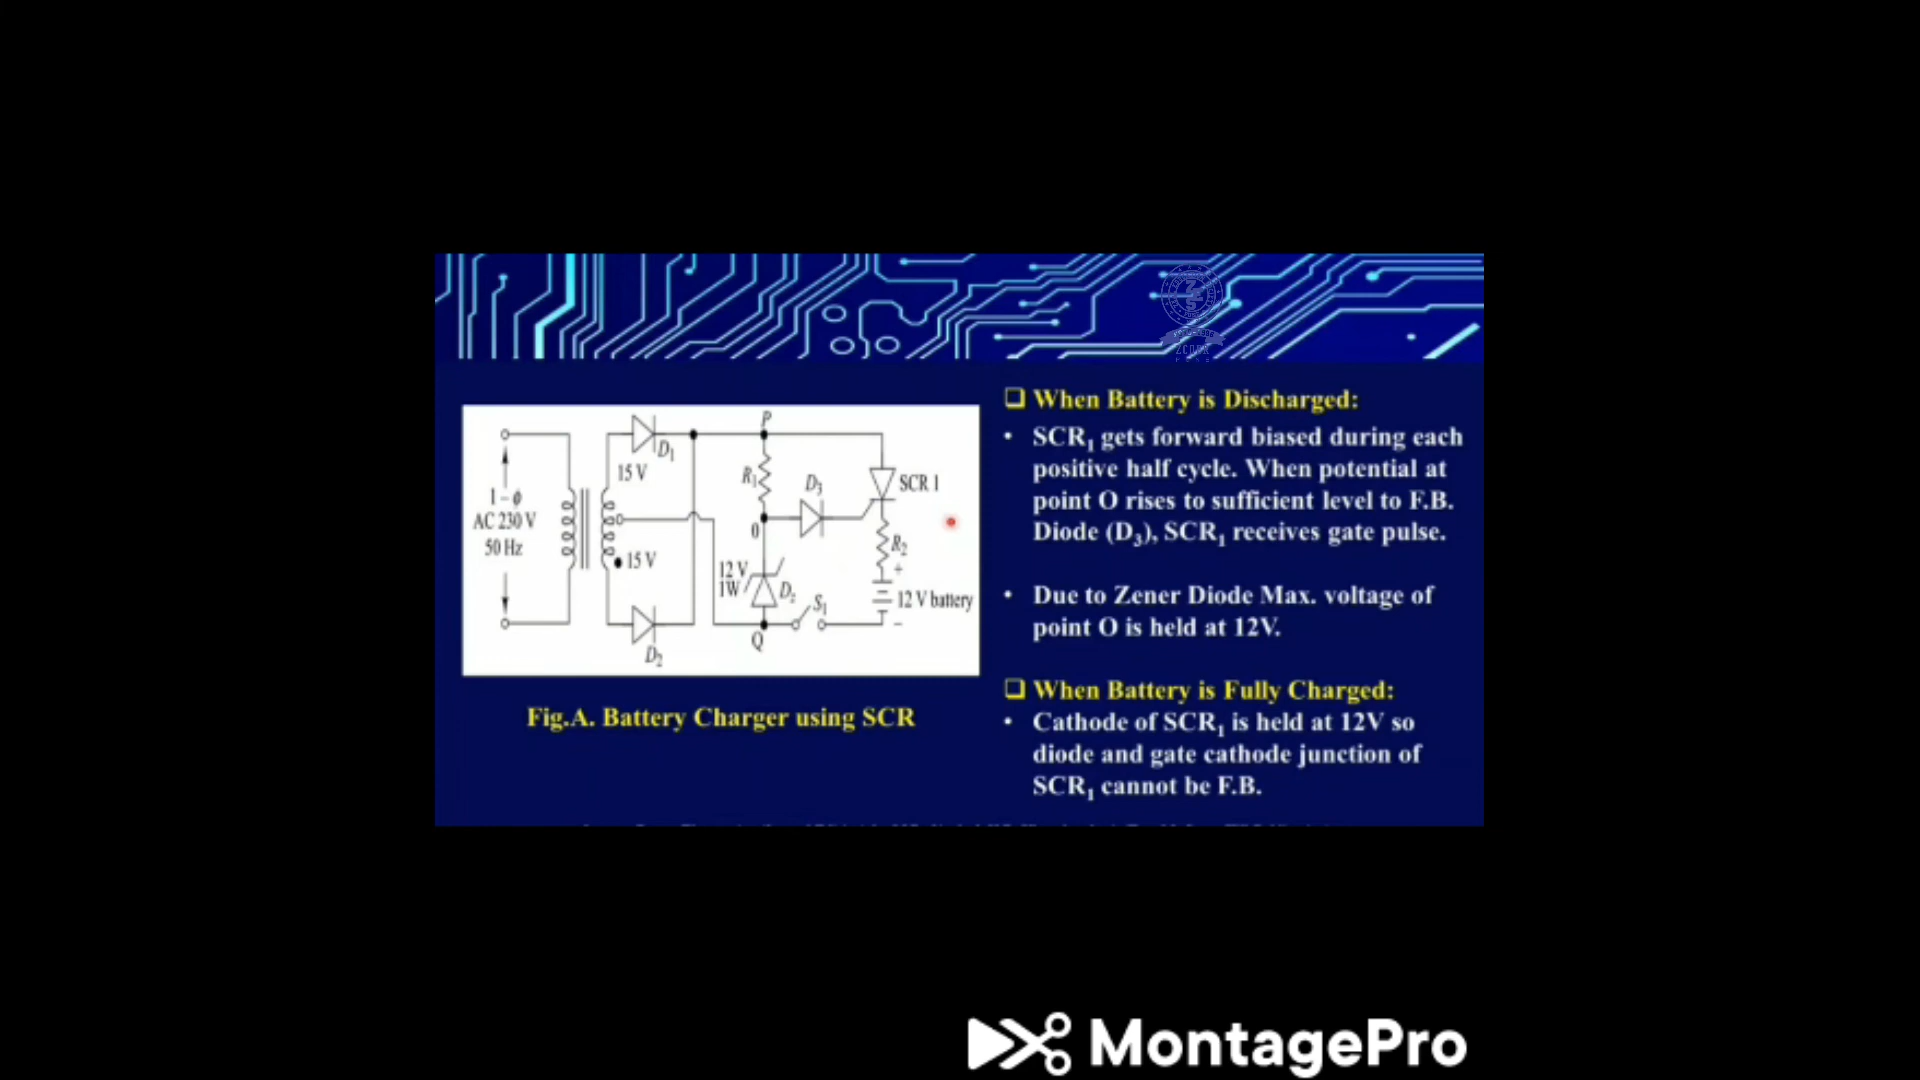 P
D₁
15 V
R₁
D₃
SCR 1
1-ϕ
AC 230 V
50 Hz
0
R₂
+
15 V
12 V
1W
D₂
S₁
12 V battery
-
Q
D₂
Fig.A. Battery Charger using SCR
❑ When Battery is Discharged:
• SCR₁ gets forward biased during each
positive half cycle. When potential at
point O rises to sufficient level to F.B.
Diode (D₃), SCR₁ receives gate pulse.
• Due to Zener Diode Max. voltage of
point O is held at 12V.
❑ When Battery is Fully Charged:
• Cathode of SCR₁ is held at 12V so
diode and gate cathode junction of
SCR₁ cannot be F.B.
MontagePro